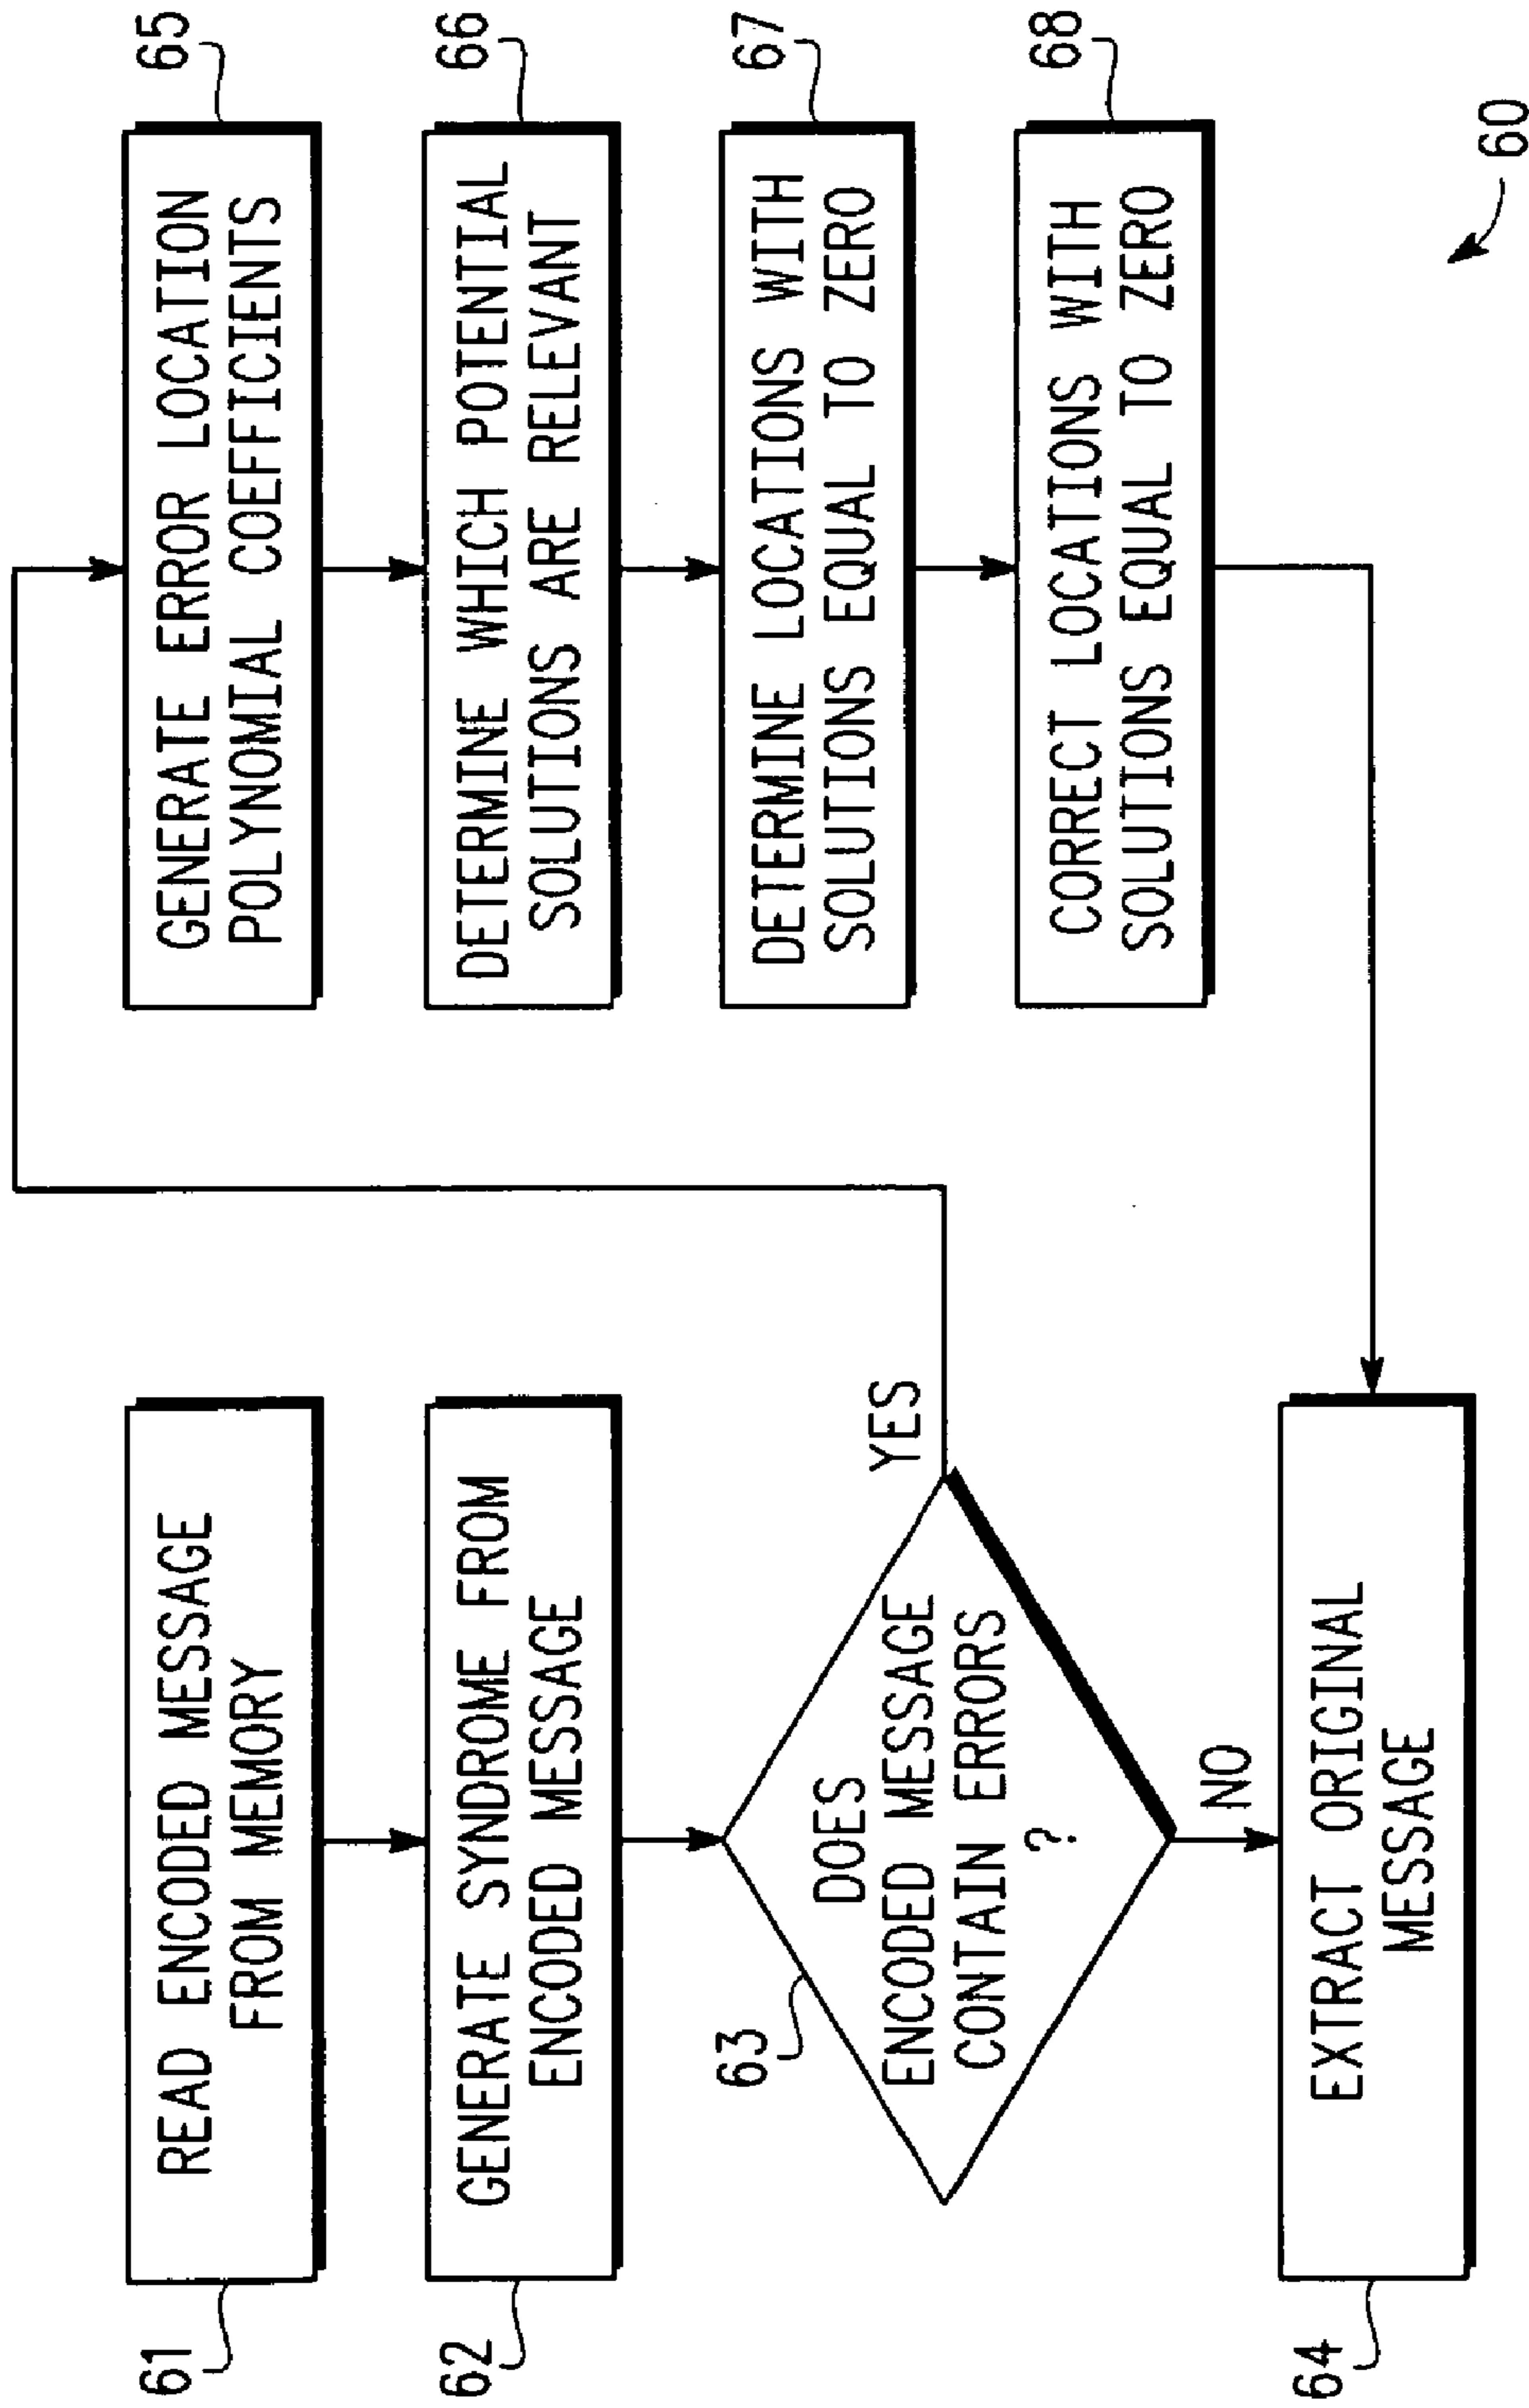 61
READ ENCODED MESSAGE
FROM MEMORY
62
GENERATE SYNDROME FROM
ENCODED MESSAGE
63
DOES
ENCODED MESSAGE
CONTAIN ERRORS
?
YES
NO
64
EXTRACT ORIGINAL
MESSAGE
GENERATE ERROR LOCATION
POLYNOMIAL COEFFICIENTS
65
DETERMINE WHICH POTENTIAL
SOLUTIONS ARE RELEVANT
66
DETERMINE LOCATIONS WITH
SOLUTIONS EQUAL TO ZERO
67
CORRECT LOCATIONS WITH
SOLUTIONS EQUAL TO ZERO
68
60